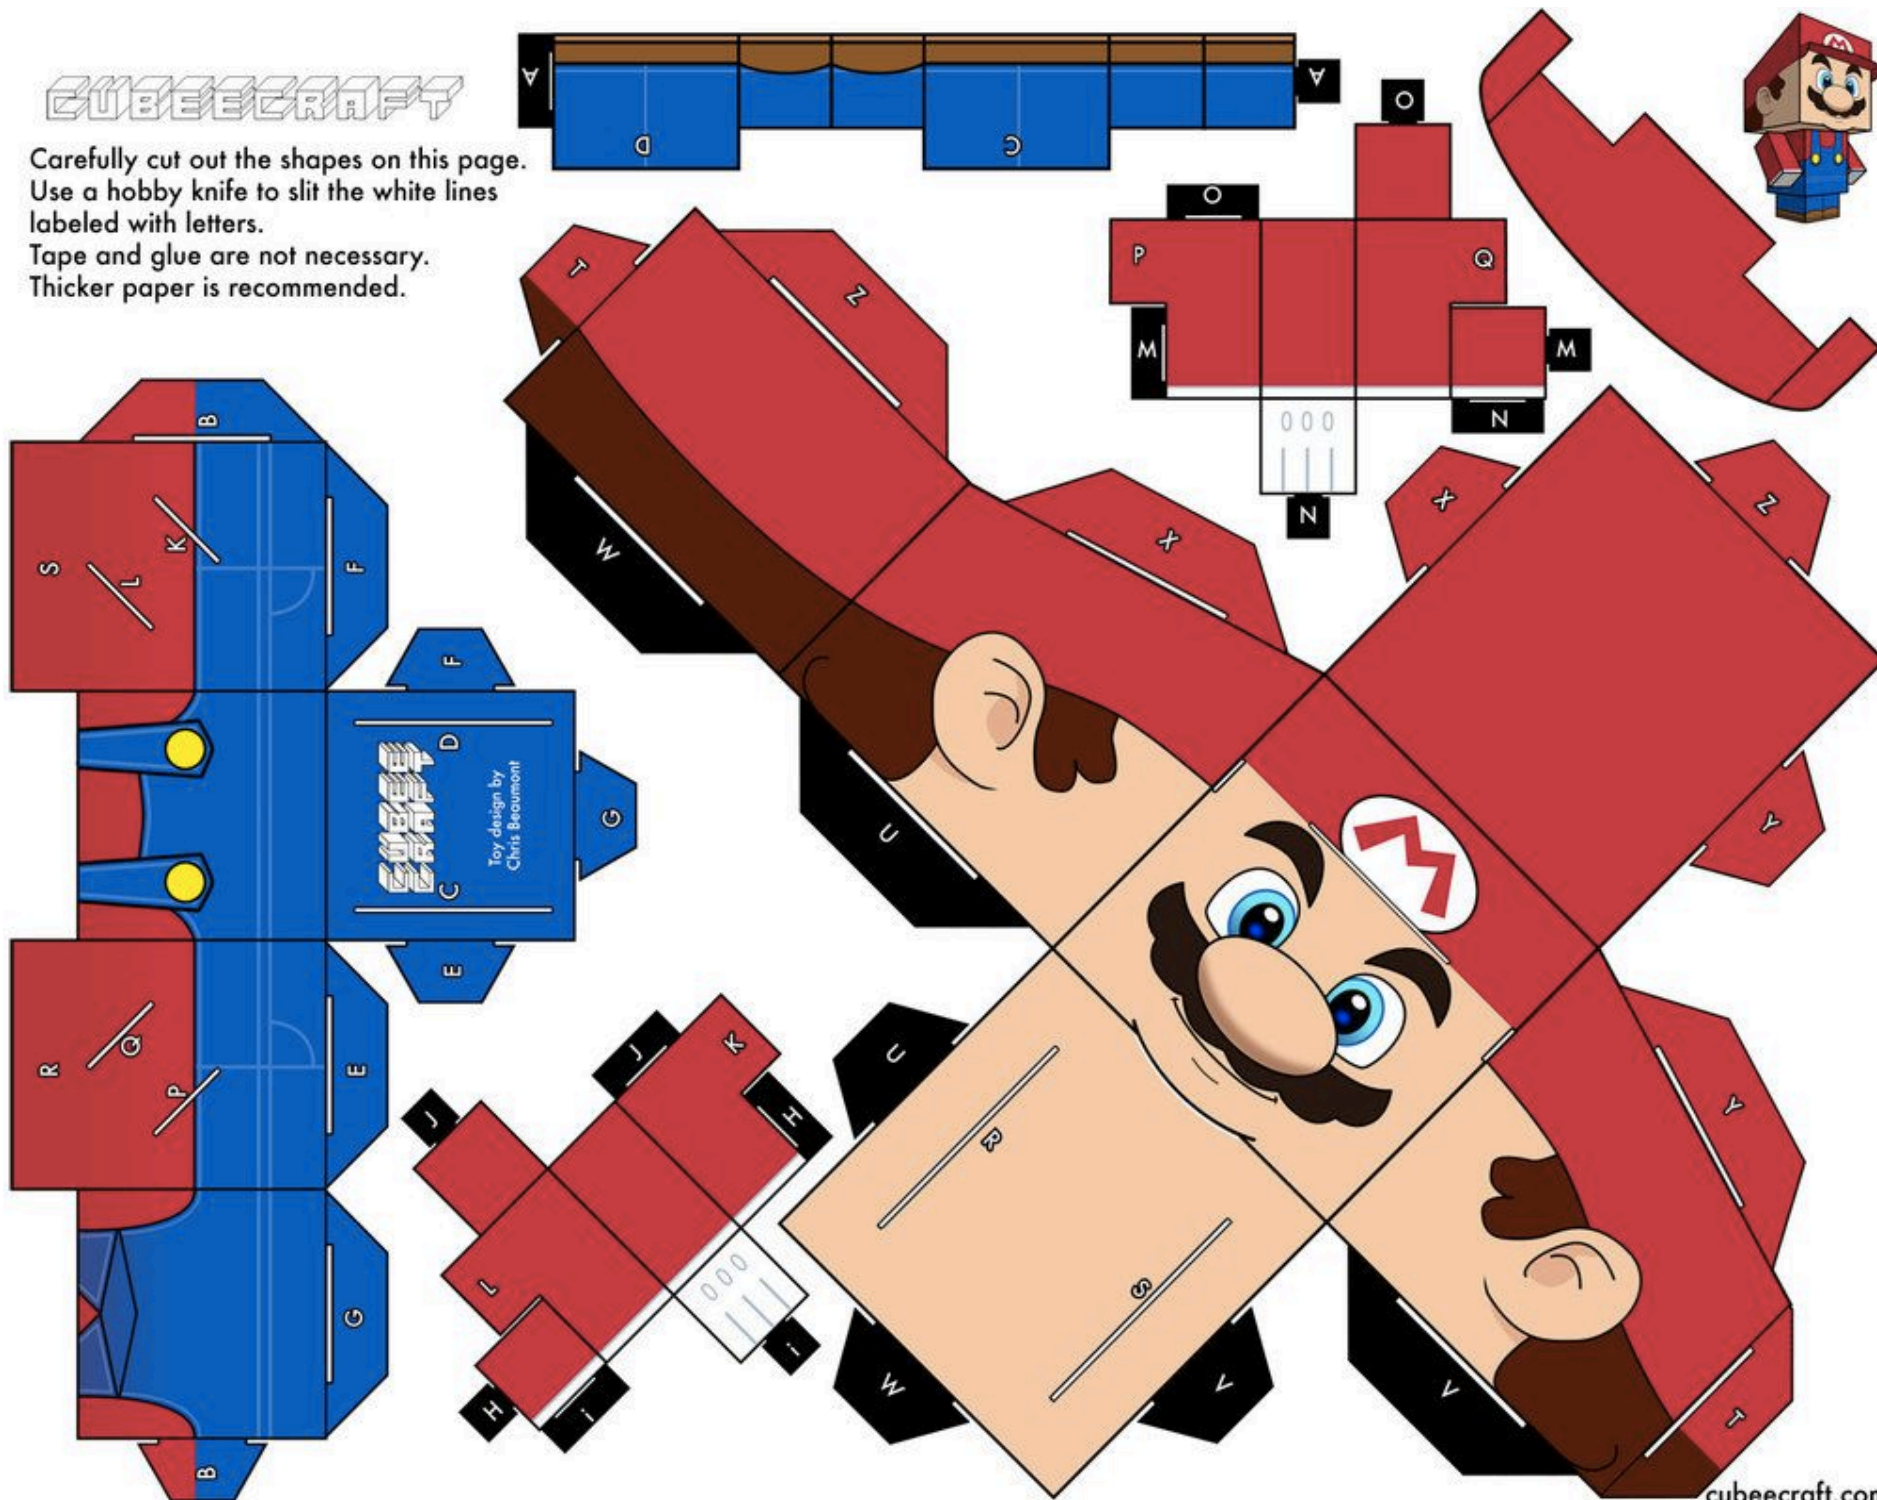 CUBEECRAFT
Carefully cut out the shapes on this page.
Use a hobby knife to slit the white lines
labeled with letters.
Tape and glue are not necessary.
Thicker paper is recommended.
A
A
D
C
O
O
P
Q
M
M
N
N
T
Z
W
X
X
Z
B
S
L
K
F
F
D
CUBEE
CRAFT
C
Toy design by
Chris Beaumont
G
E
R
Q
P
E
G
B
U
M
Y
Y
J
J
K
H
L
i
H
i
U
R
S
W
V
V
T
cubeecraft.com